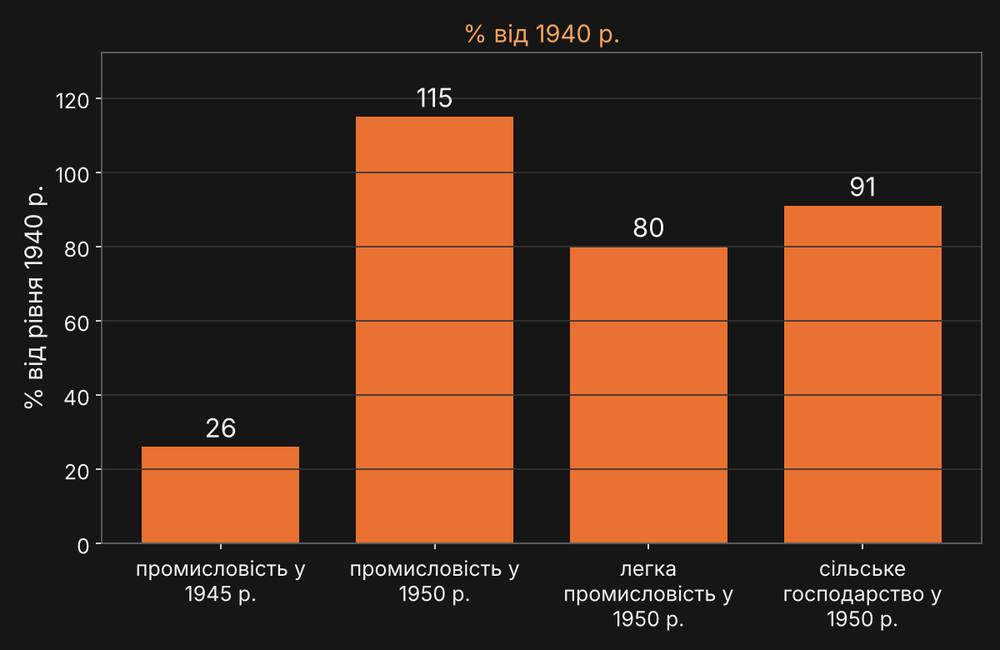 % від 1940 р.
% від рівня 1940 р.
120
100
80
60
40
20
0
26
115
80
91
промисловість у
1945 р.
промисловість у
1950 р.
легка
промисловість у
1950 р.
сільське
господарство у
1950 р.